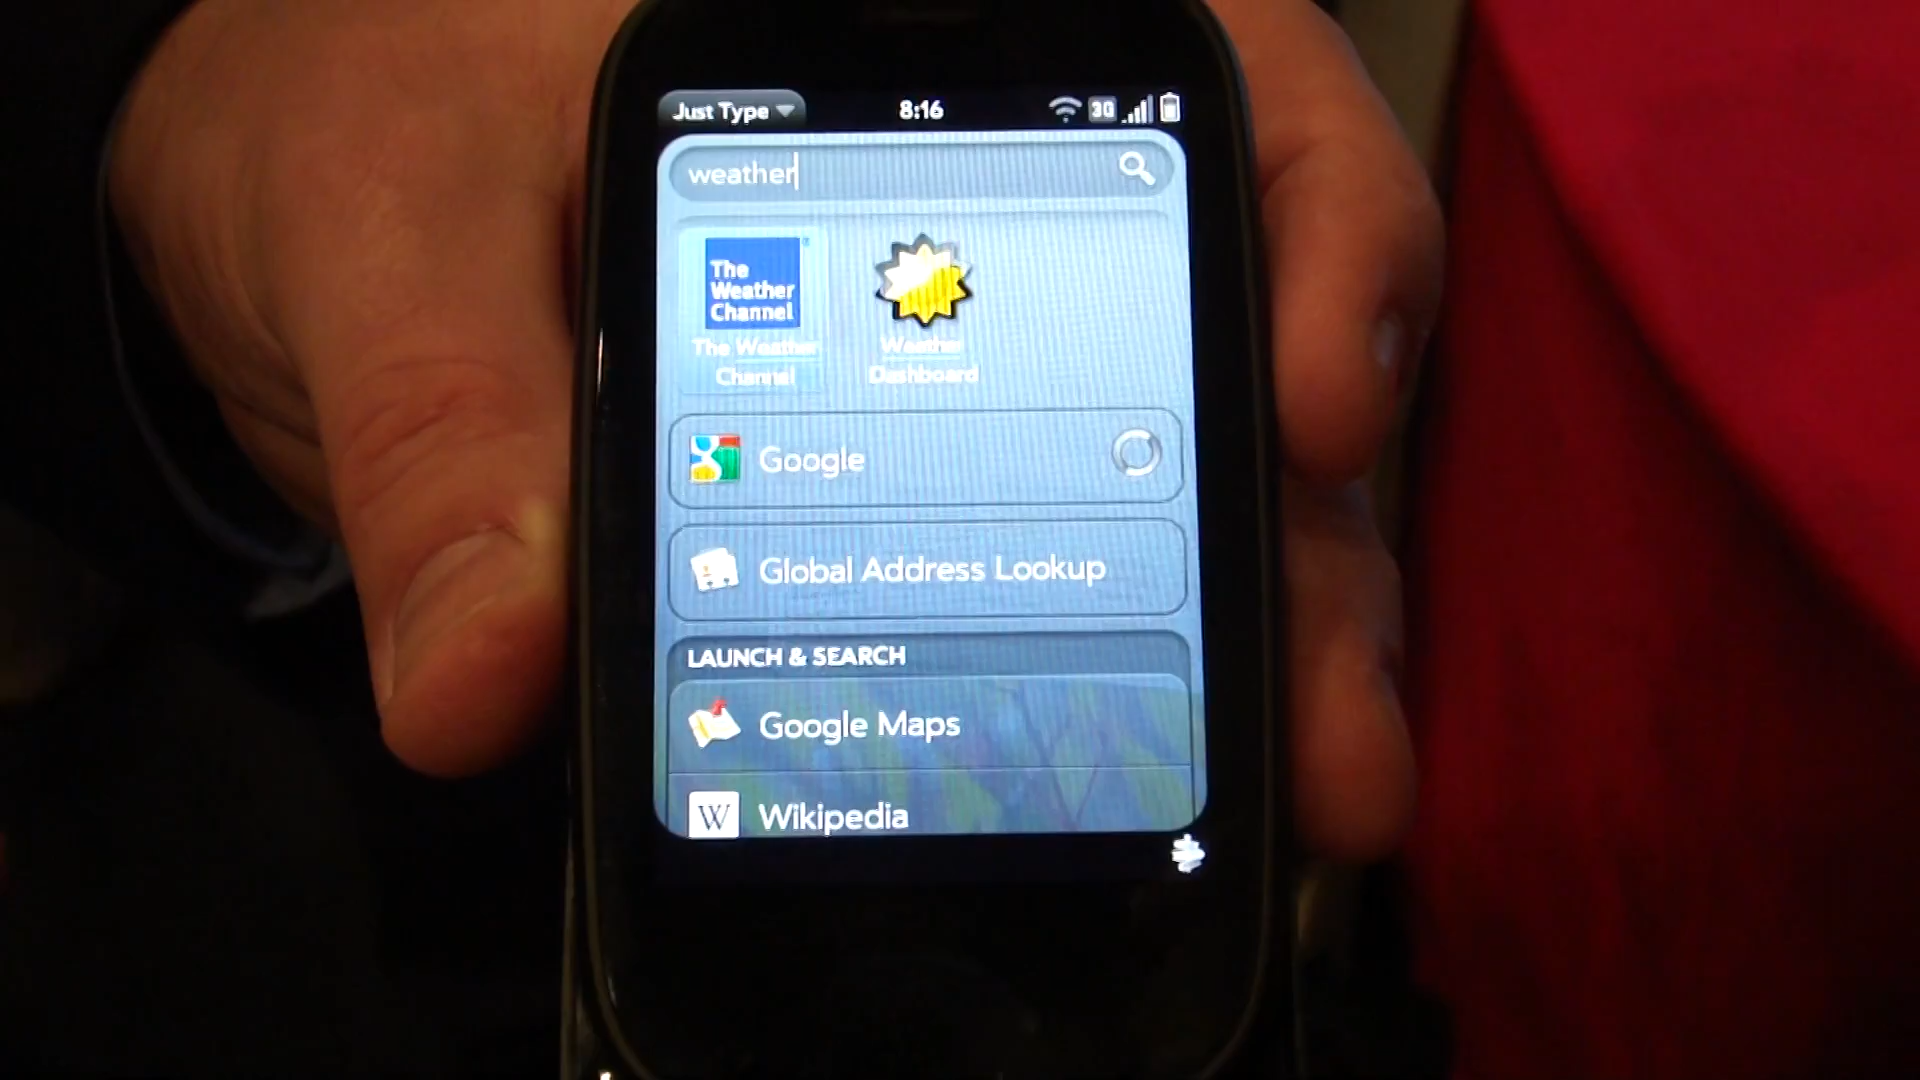 Just Type
8:16
3G
weather
The
Weather
Channel
The Weather
Channel
Weather
Dashboard
Google
Global Address Lookup
LAUNCH & SEARCH
Google Maps
W
Wikipedia